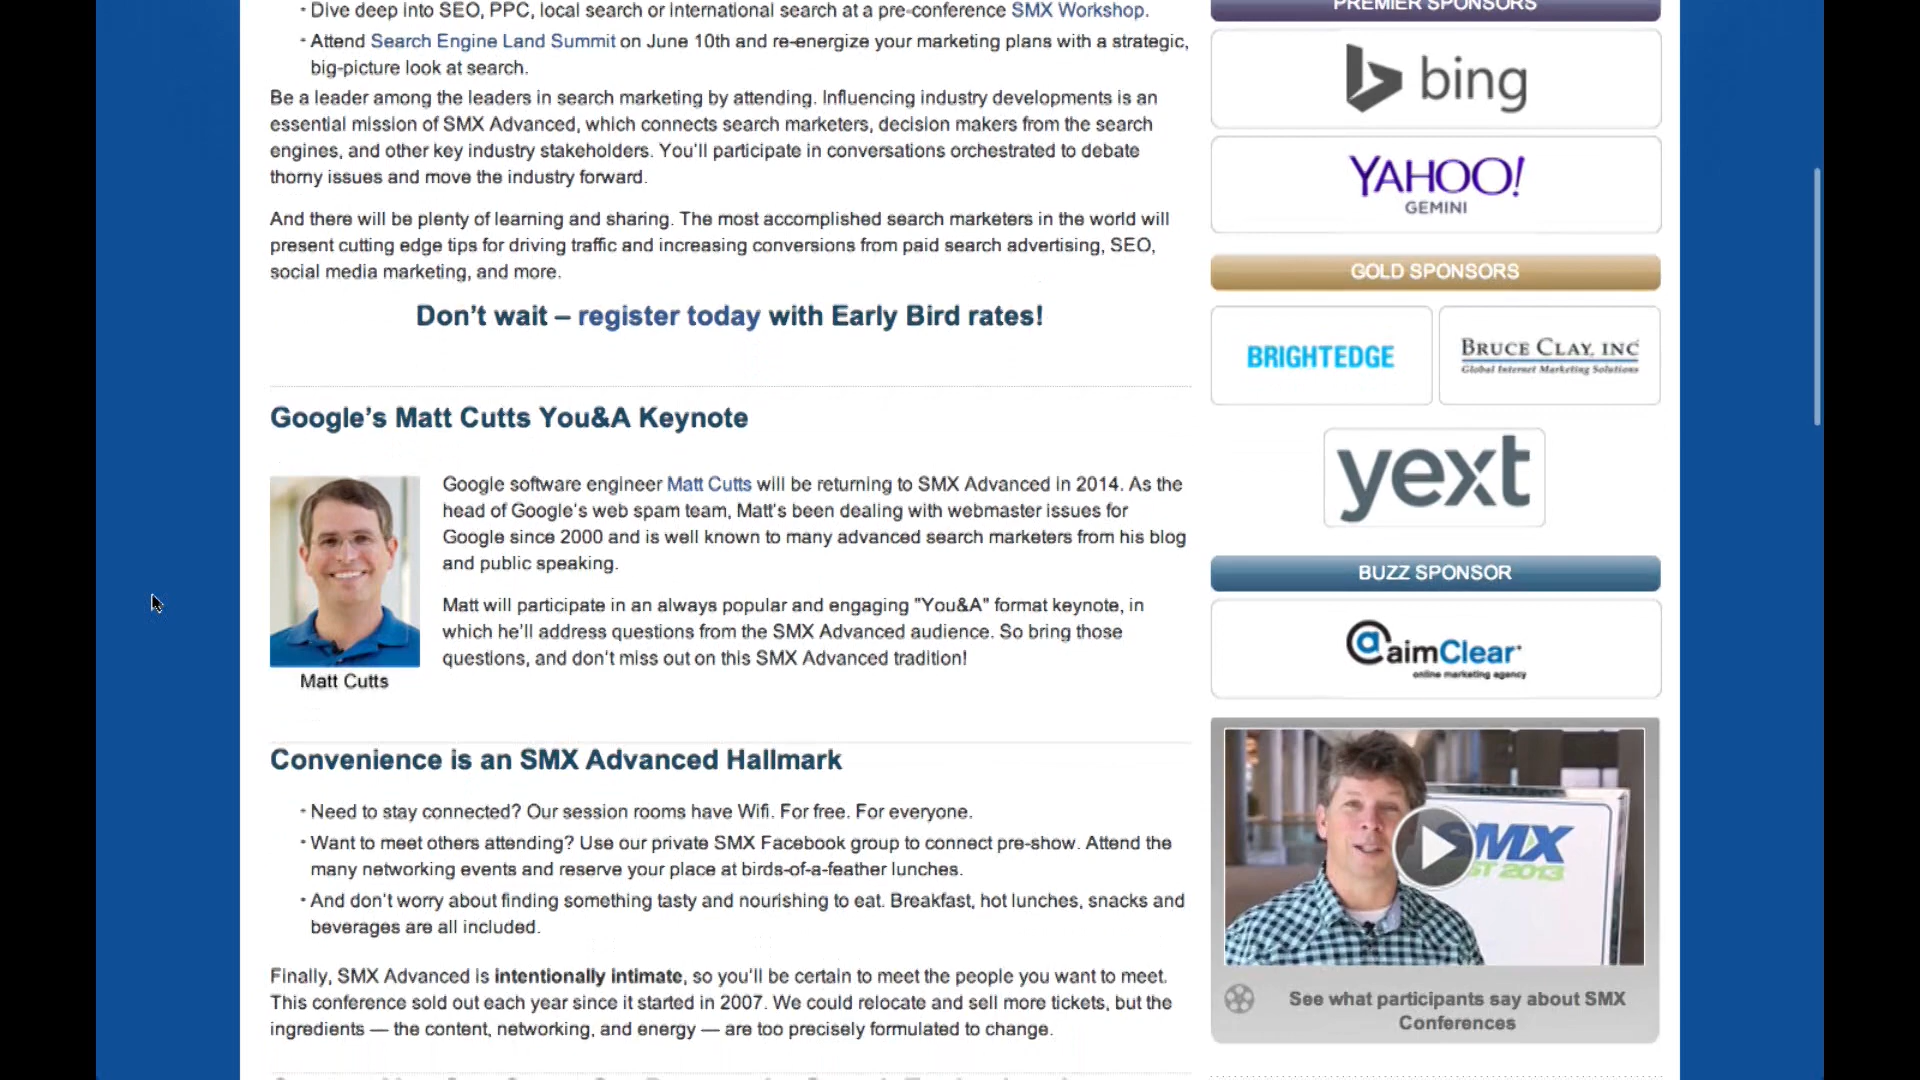 · Dive deep into SEO, PPC, local search or international search at a pre-conference SMX Workshop.
· Attend Search Engine Land Summit on June 10th and re-energize your marketing plans with a strategic,
big-picture look at search.
Be a leader among the leaders in search marketing by attending. Influencing industry developments is an
essential mission of SMX Advanced, which connects search marketers, decision makers from the search
engines, and other key industry stakeholders. You'll participate in conversations orchestrated to debate
thorny issues and move the industry forward.
And there will be plenty of learning and sharing. The most accomplished search marketers in the world will
present cutting edge tips for driving traffic and increasing conversions from paid search advertising, SEO,
social media marketing, and more.
Don't wait – register today with Early Bird rates!
Google's Matt Cutts You&A Keynote
Google software engineer Matt Cutts will be returning to SMX Advanced in 2014. As the
head of Google's web spam team, Matt's been dealing with webmaster issues for
Google since 2000 and is well known to many advanced search marketers from his blog
and public speaking.
Matt will participate in an always popular and engaging "You&A" format keynote, in
which he'll address questions from the SMX Advanced audience. So bring those
questions, and don't miss out on this SMX Advanced tradition!
Matt Cutts
Convenience is an SMX Advanced Hallmark
· Need to stay connected? Our session rooms have Wifi. For free. For everyone.
· Want to meet others attending? Use our private SMX Facebook group to connect pre-show. Attend the
many networking events and reserve your place at birds-of-a-feather lunches.
· And don't worry about finding something tasty and nourishing to eat. Breakfast, hot lunches, snacks and
beverages are all included.
Finally, SMX Advanced is intentionally intimate, so you'll be certain to meet the people you want to meet.
This conference sold out each year since it started in 2007. We could relocate and sell more tickets, but the
ingredients — the content, networking, and energy — are too precisely formulated to change.
PREMIER SPONSORS
bing
YAHOO!
GEMINI
GOLD SPONSORS
BRIGHTEDGE
BRUCE CLAY, INC
Global Internet Marketing Solutions
yext
BUZZ SPONSOR
@aimClear
online marketing agency
SMX
ST 2013
See what participants say about SMX
Conferences